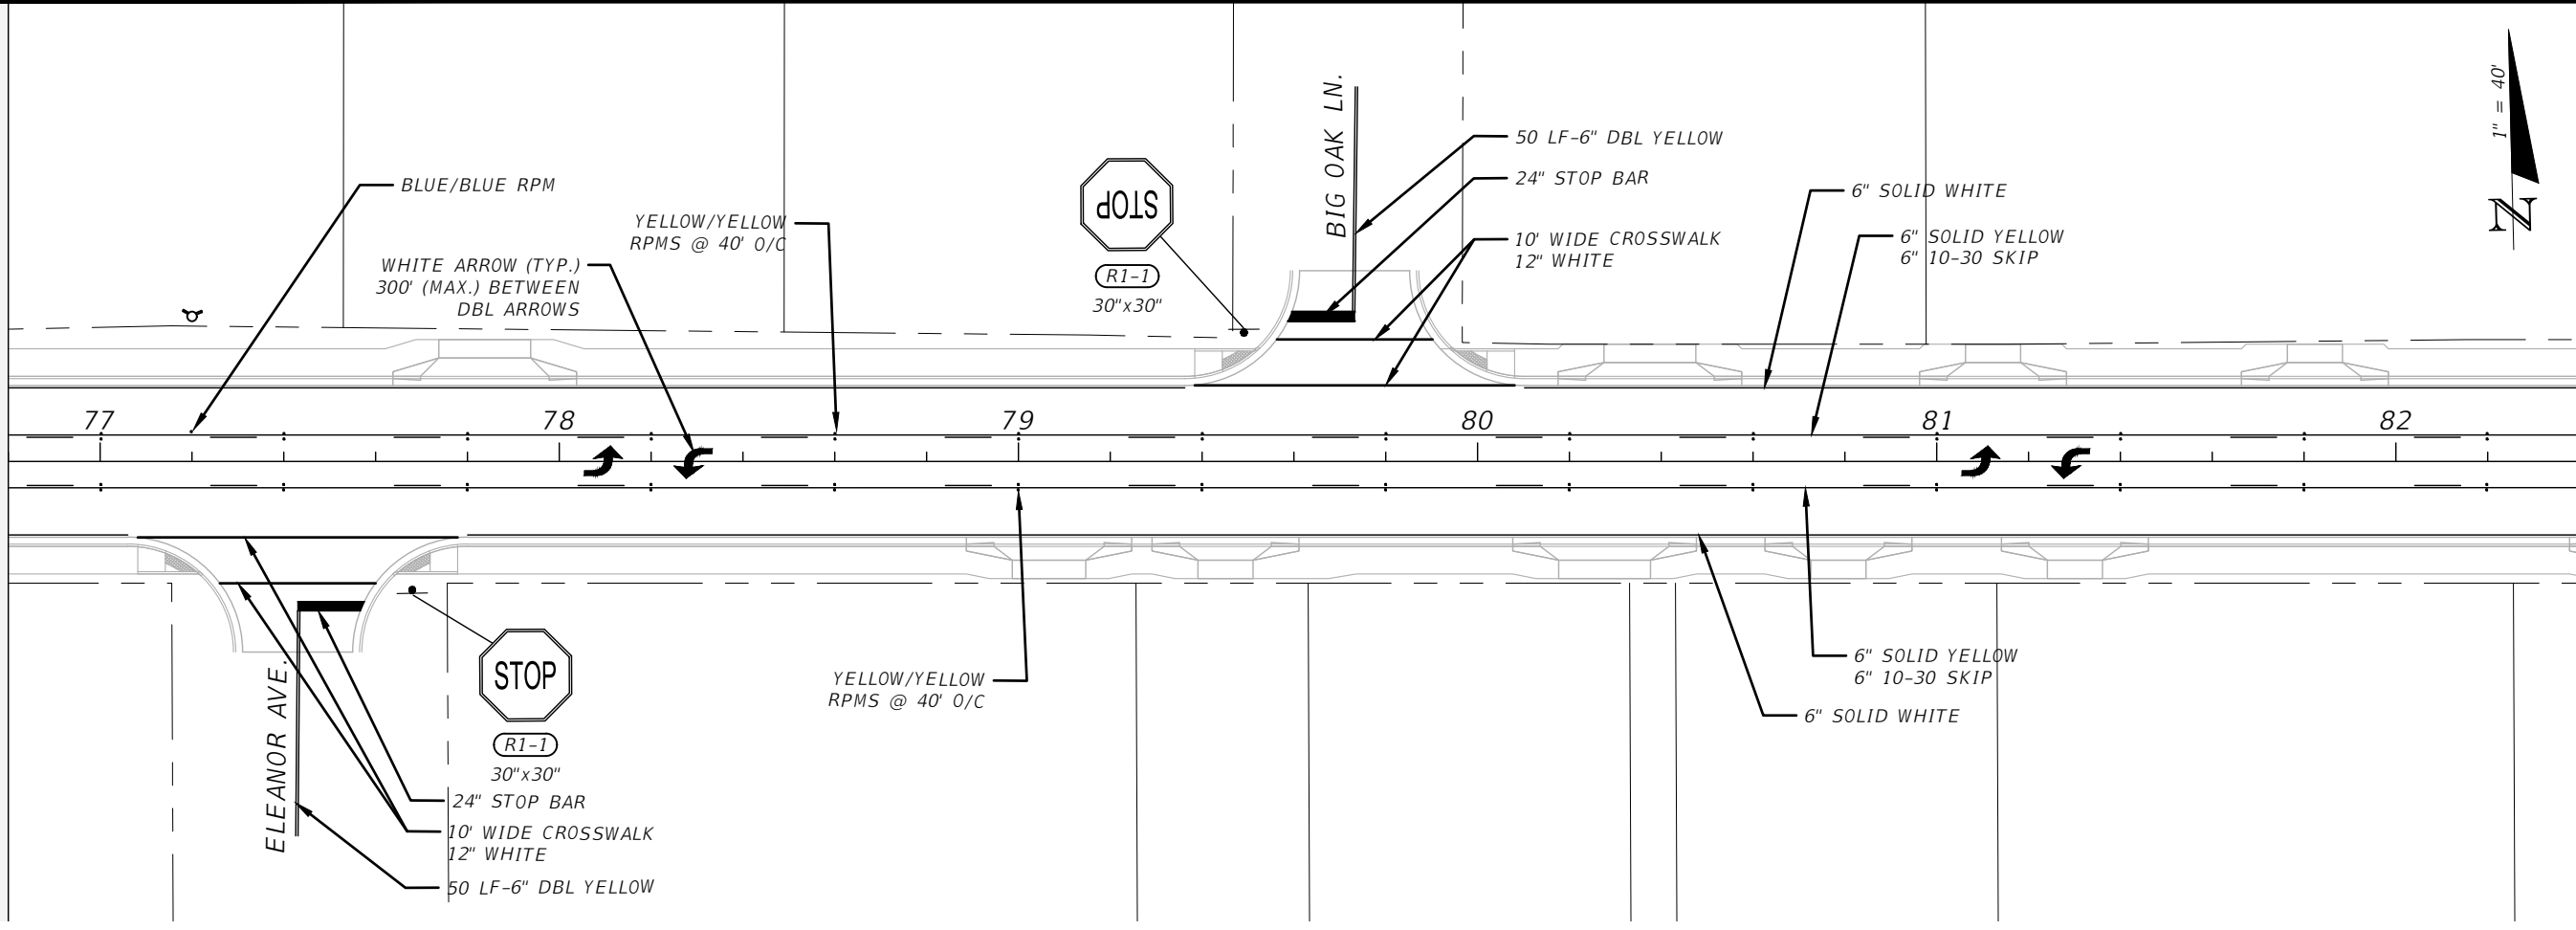 BIG OAK LN.
50 LF-6" DBL YELLOW
24" STOP BAR
10' WIDE CROSSWALK
12" WHITE
STOP
R1-1
30"x30"
BLUE/BLUE RPM
YELLOW/YELLOW
RPMS @ 40' O/C
WHITE ARROW (TYP.)
300' (MAX.) BETWEEN
DBL ARROWS
6" SOLID WHITE
6" SOLID YELLOW
6" 10-30 SKIP
1" = 40'
N
77
78
79
80
81
82
ELEANOR AVE.
STOP
R1-1
30"x30"
24" STOP BAR
10' WIDE CROSSWALK
12" WHITE
50 LF-6" DBL YELLOW
YELLOW/YELLOW
RPMS @ 40' O/C
6" SOLID YELLOW
6" 10-30 SKIP
6" SOLID WHITE